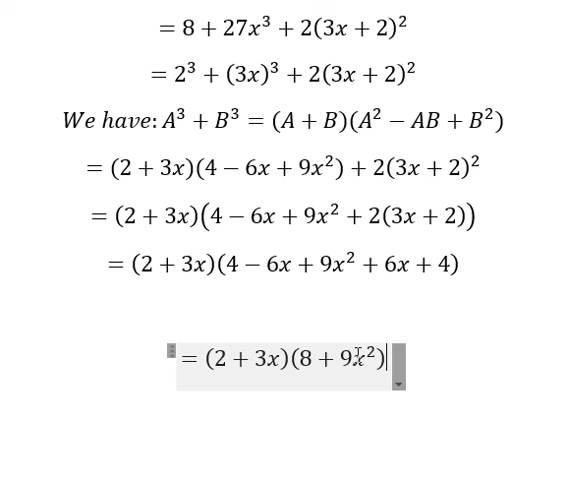 = 8 + 27x³ + 2(3x + 2)²
= 2³ + (3x)³ + 2(3x + 2)²
We have: A³ + B³ = (A + B)(A² − AB + B²)
= (2 + 3x)(4 − 6x + 9x²) + 2(3x + 2)²
= (2 + 3x)(4 − 6x + 9x² + 2(3x + 2))
= (2 + 3x)(4 − 6x + 9x² + 6x + 4)
= (2 + 3x)(8 + 9x²)